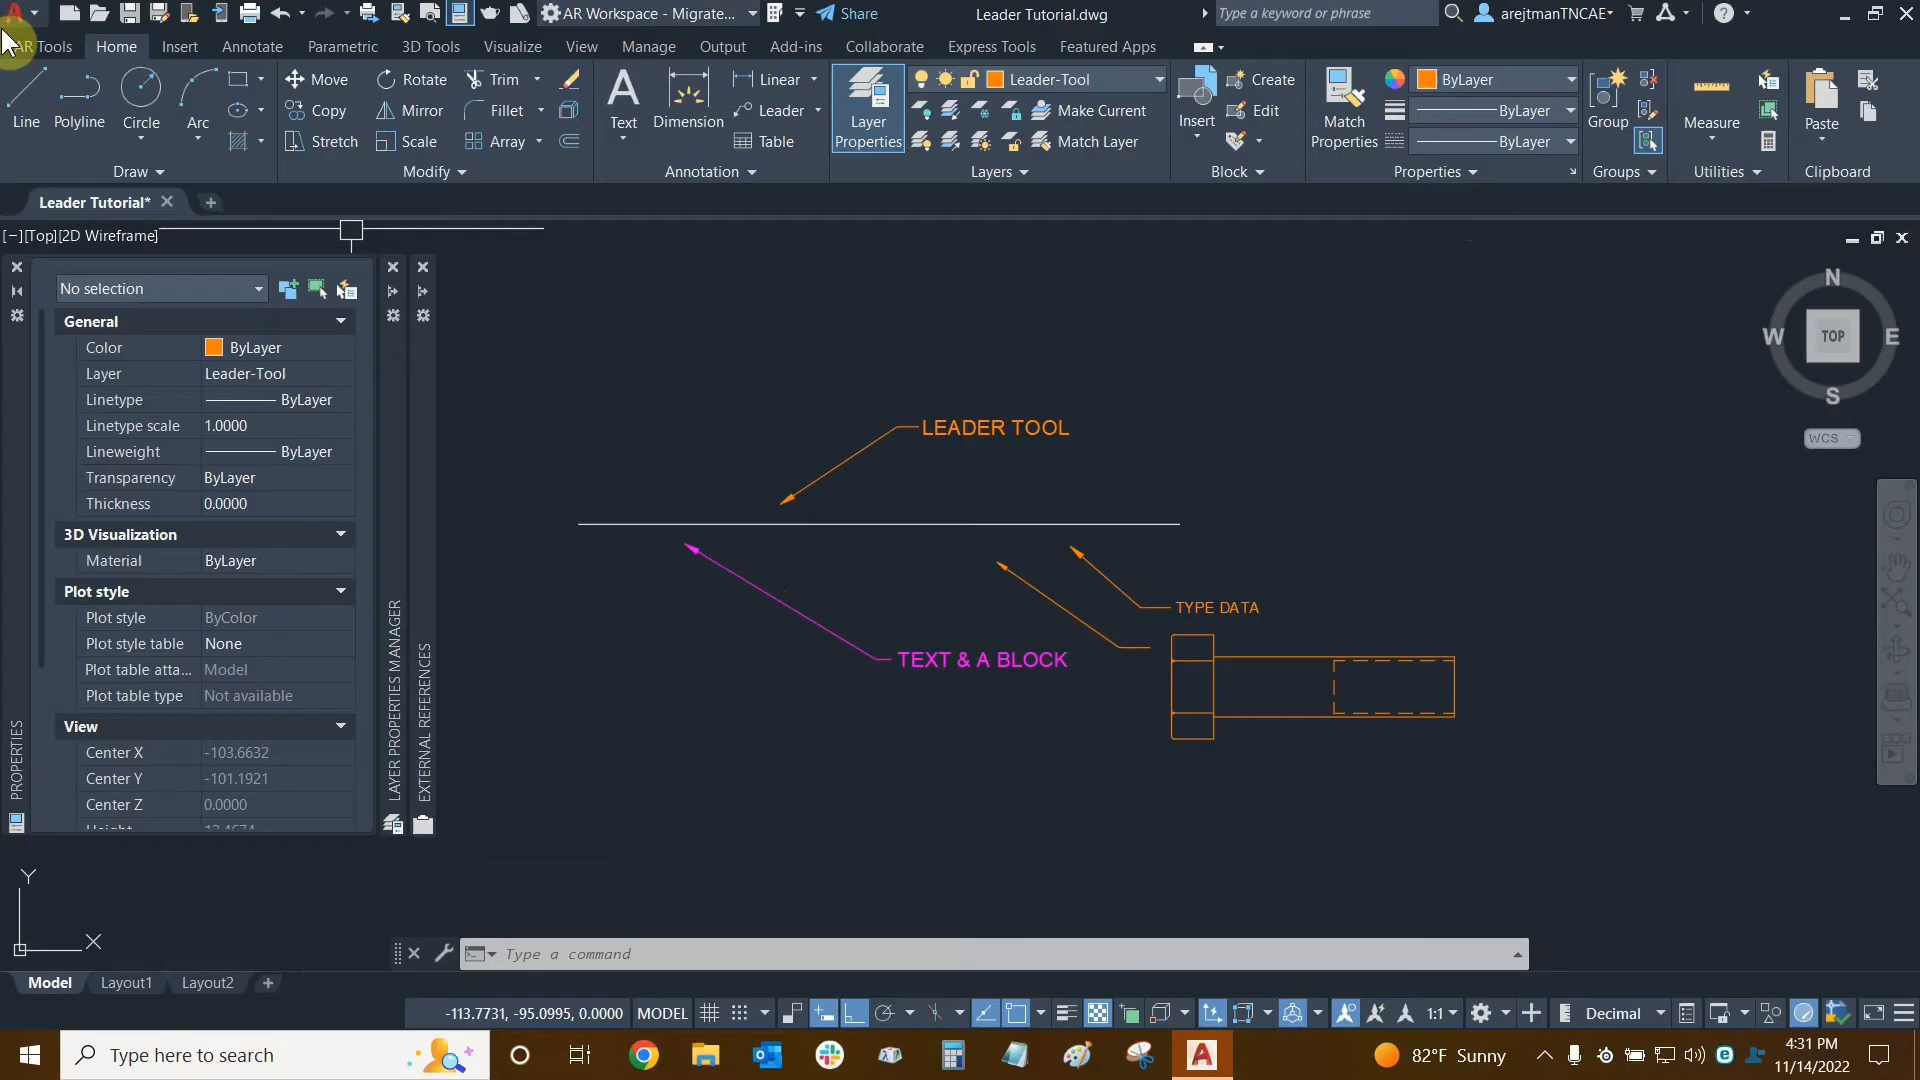 AR Workspace - Migrate...
Share
Leader Tutorial.dwg
Type a keyword or phrase
arejtmanTNCAE
AR Tools
Home
Insert
Annotate
Parametric
3D Tools
Visualize
View
Manage
Output
Add-ins
Collaborate
Express Tools
Featured Apps
Line
Polyline
Circle
Arc
Draw
Move
Rotate
Trim
Copy
Mirror
Fillet
Stretch
Scale
Array
Modify
Text
Dimension
Linear
Leader
Table
Annotation
Layer
Properties
Leader-Tool
Make Current
Match Layer
Layers
Insert
Create
Edit
Block
Match
Properties
ByLayer
ByLayer
ByLayer
Properties
Group
Groups
Measure
Utilities
Paste
Clipboard
Leader Tutorial*
[−][Top][2D Wireframe]
No selection
General
Color ByLayer
Layer Leader-Tool
Linetype ByLayer
Linetype scale 1.0000
Lineweight ByLayer
Transparency ByLayer
Thickness 0.0000
3D Visualization
Material ByLayer
Plot style
Plot style ByColor
Plot style table None
Plot table atta... Model
Plot table type Not available
View
Center X -103.6632
Center Y -101.1921
Center Z 0.0000
PROPERTIES
LAYER PROPERTIES MANAGER
EXTERNAL REFERENCES
LEADER TOOL
TYPE DATA
TEXT & A BLOCK
N
W
TOP
E
S
WCS
Y
X
Type a command
Model
Layout1
Layout2
-113.7731, -95.0995, 0.0000
MODEL
1:1
Decimal
Type here to search
82°F Sunny
4:31 PM
11/14/2022